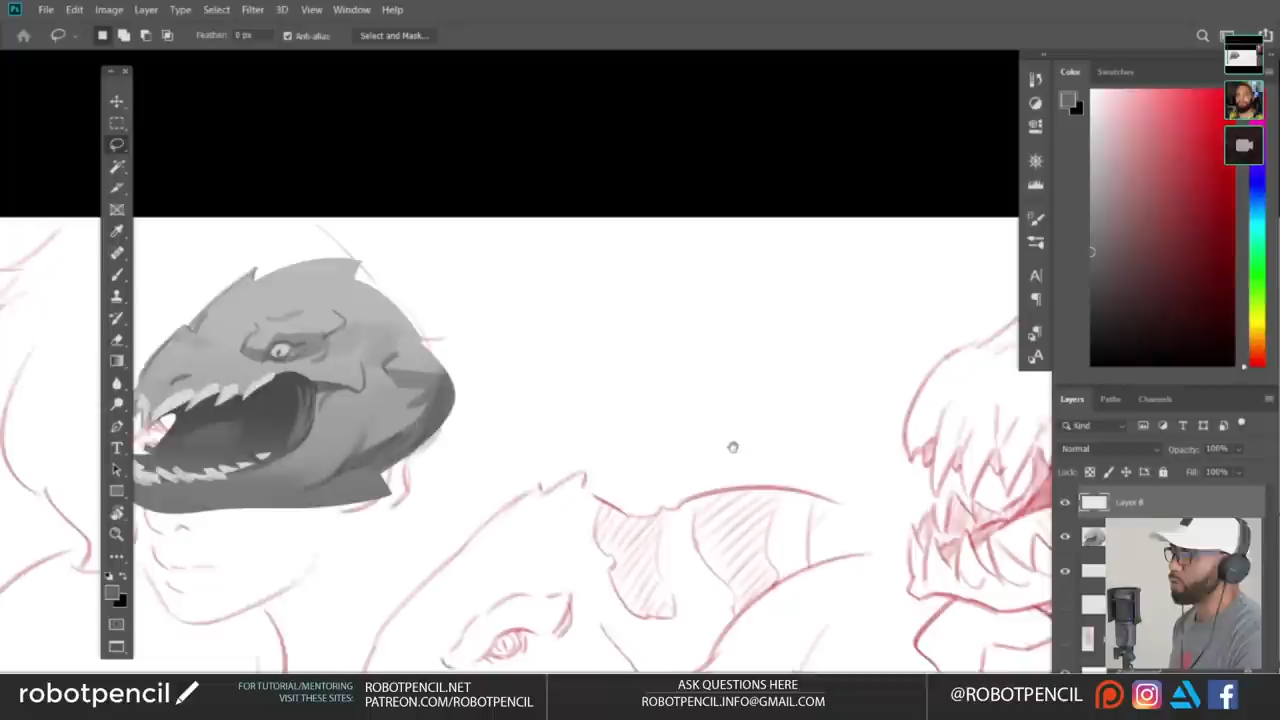 Ps File Edit Image Layer Type Select Filter 3D View Window Help
Feather: 0 px Anti-alias Select and Mask...
Color Swatches
Layers Paths Channels
Kind
Normal Opacity: 100%
Lock: Fill: 100%
Layer 8
robotpencil
FOR TUTORIAL/MENTORING
VISIT THESE SITES:
ROBOTPENCIL.NET
PATREON.COM/ROBOTPENCIL
ASK QUESTIONS HERE
ROBOTPENCIL.INFO@GMAIL.COM
@ROBOTPENCIL